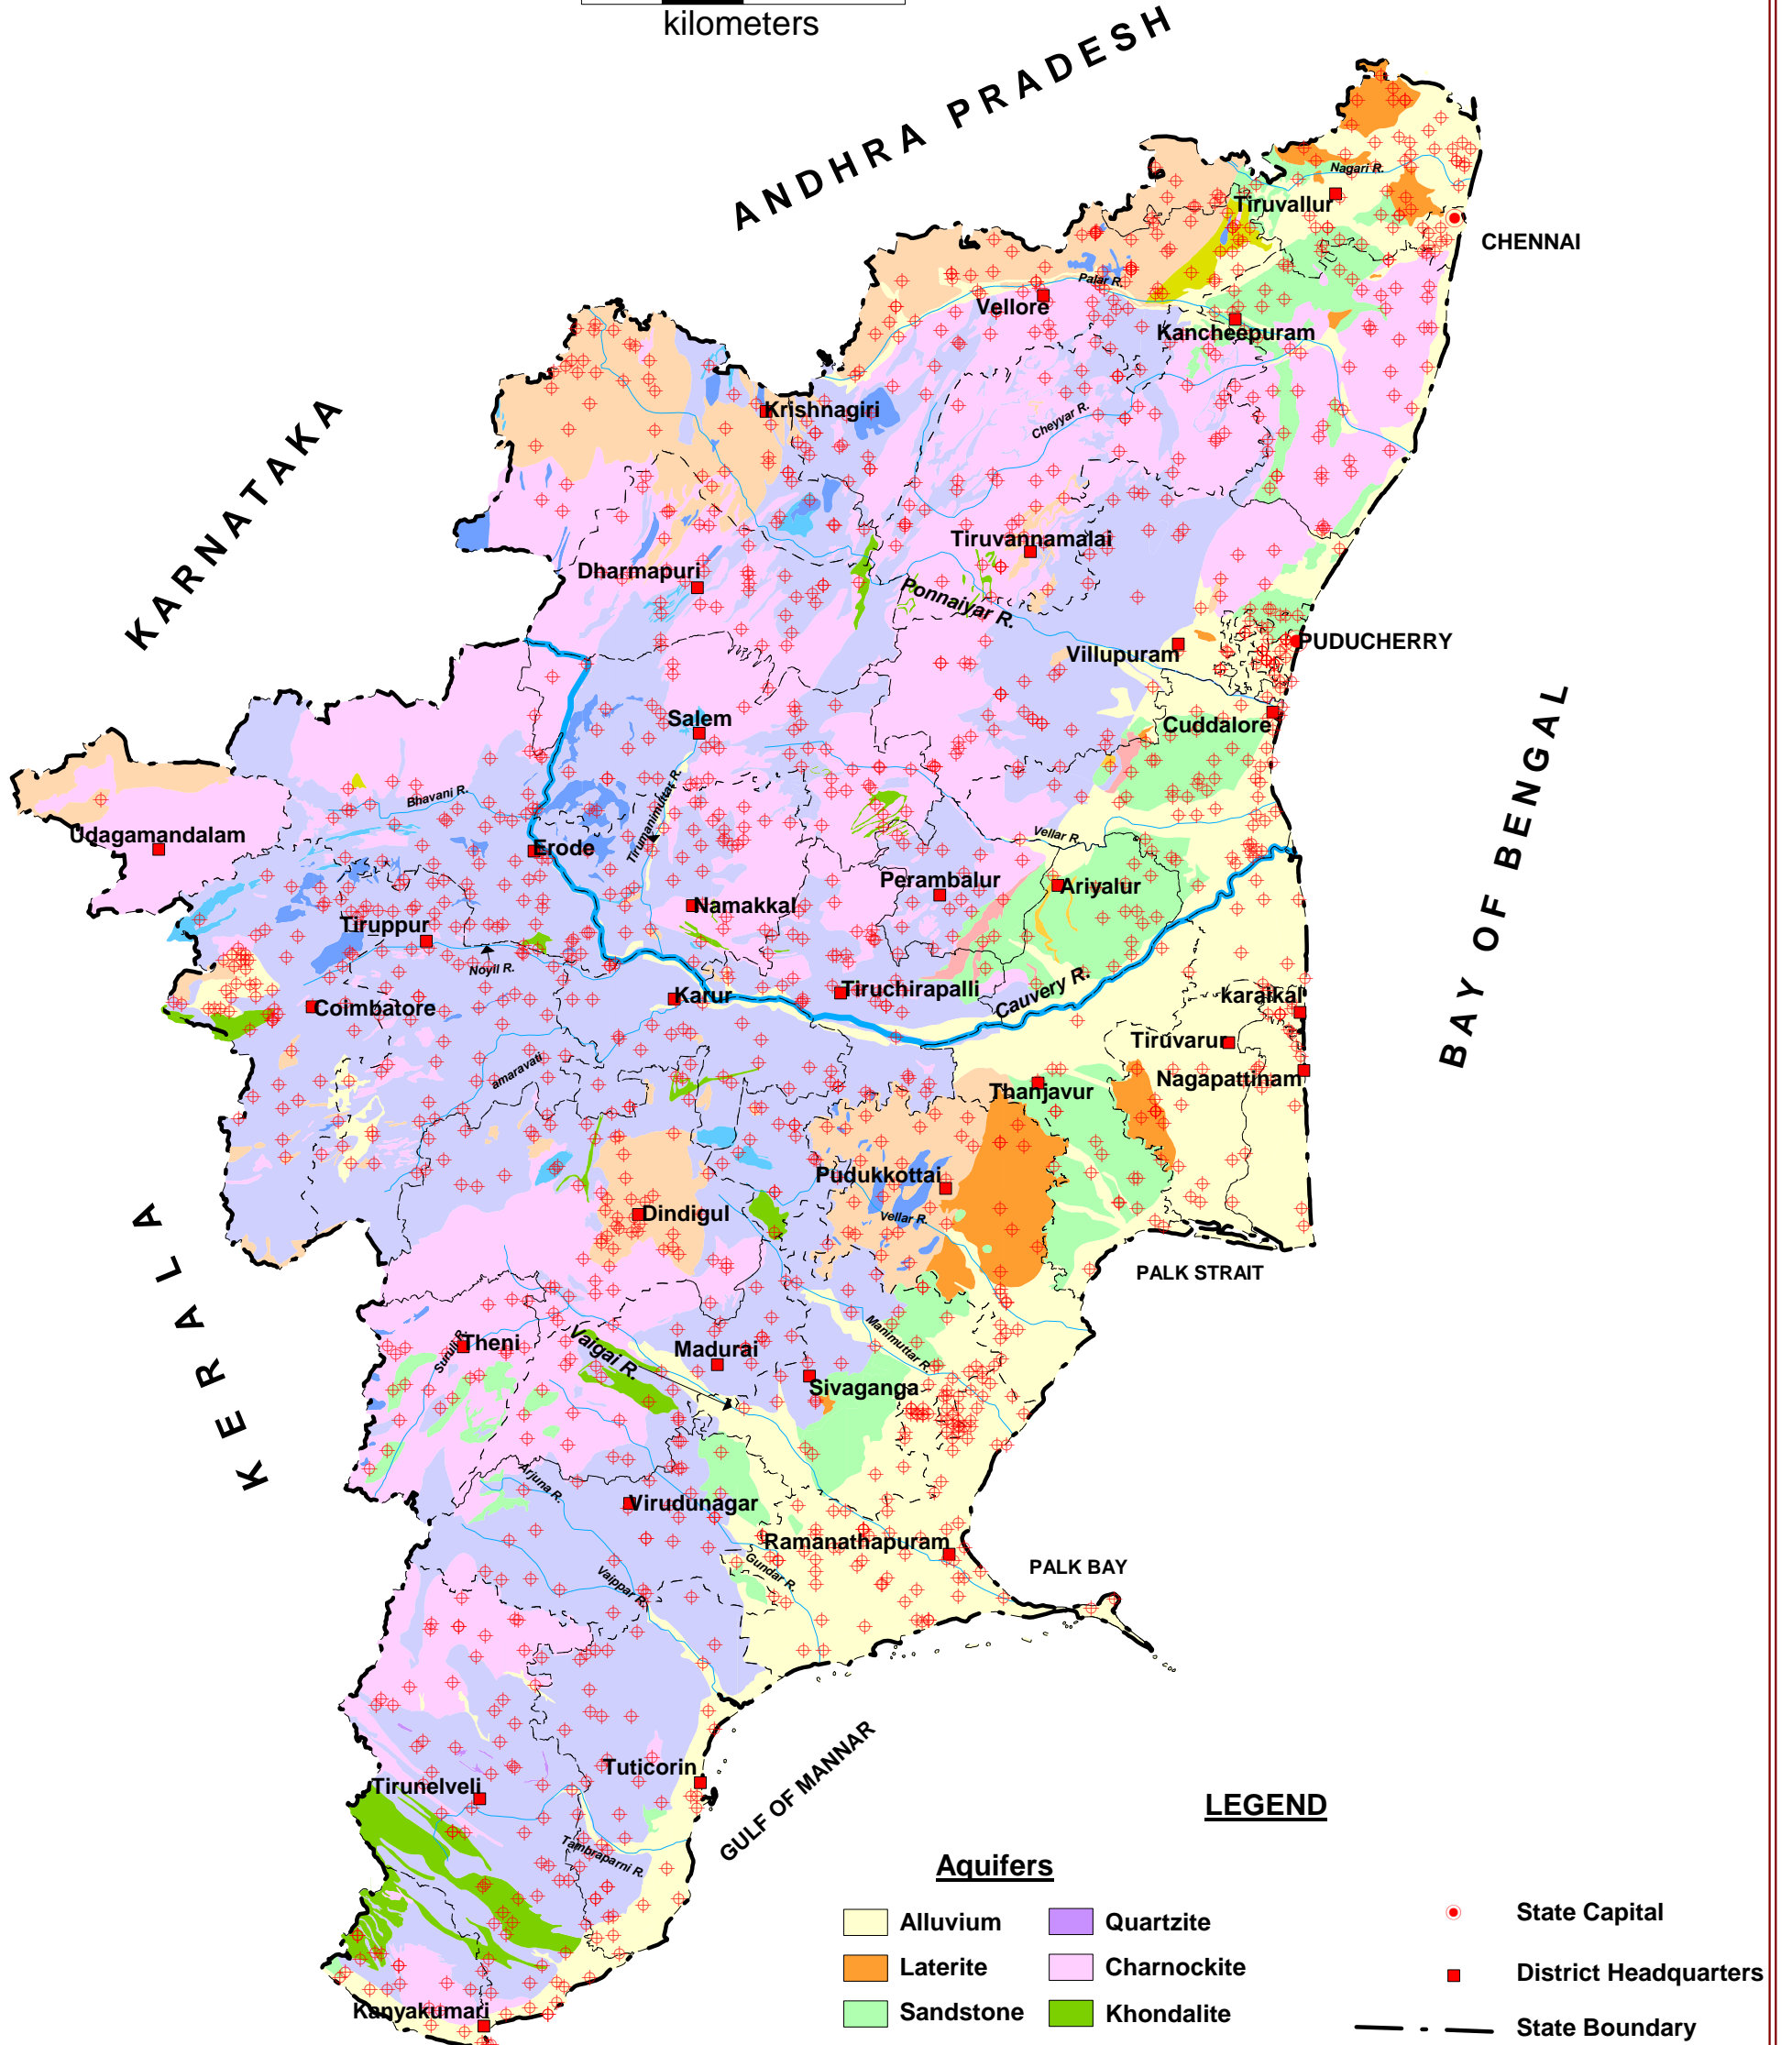 kilometers
ANDHRA PRADESH
Nagari R.
Tiruvallur
CHENNAI
Palar R.
Vellore
Kancheepuram
Krishnagiri
Cheyyar R.
KARNATAKA
Tiruvannamalai
Dharmapuri
Ponnaiyar R.
Villupuram
PUDUCHERRY
Salem
Cuddalore
BAY OF BENGAL
Bhavani R.
Tirumanimuttar R.
Udagamandalam
Erode
Vellar R.
Perambalur
Ariyalur
Namakkal
Tiruppur
Noyll R.
Coimbatore
Karur
Tiruchirapalli
Cauvery R.
karaikal
Tiruvarur
amaravati
Thanjavur
Nagapattinam
Pudukkottai
Dindigul
Vellar R.
KERALA
PALK STRAIT
Suruli R.
Theni
Vaigai R.
Madurai
Manimuttar R.
Sivaganga
Arjuna R.
Virudunagar
Ramanathapuram
Gundar R.
Vaippar R.
PALK BAY
Tuticorin
GULF OF MANNAR
Tirunelveli
Tambraparni R.
Kanyakumari
LEGEND
Aquifers
Alluvium
Quartzite
State Capital
Laterite
Charnockite
District Headquarters
Sandstone
Khondalite
State Boundary